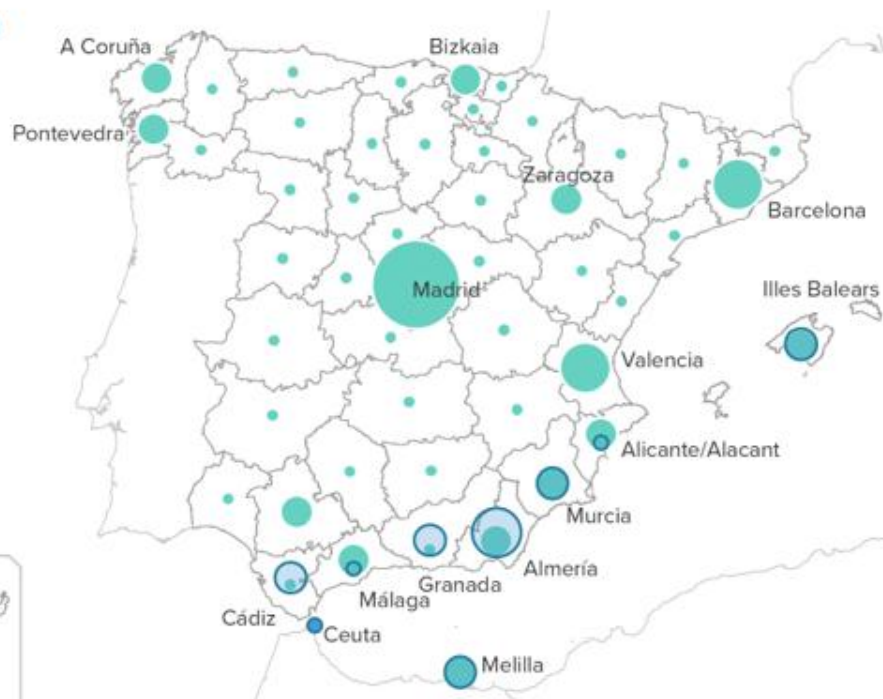 A Coruña
Bizkaia
Pontevedra
Zaragoza
Barcelona
Madrid
Illes Balears
Valencia
Alicante/Alacant
Murcia
Almería
Granada
Málaga
Cádiz
Ceuta
Melilla